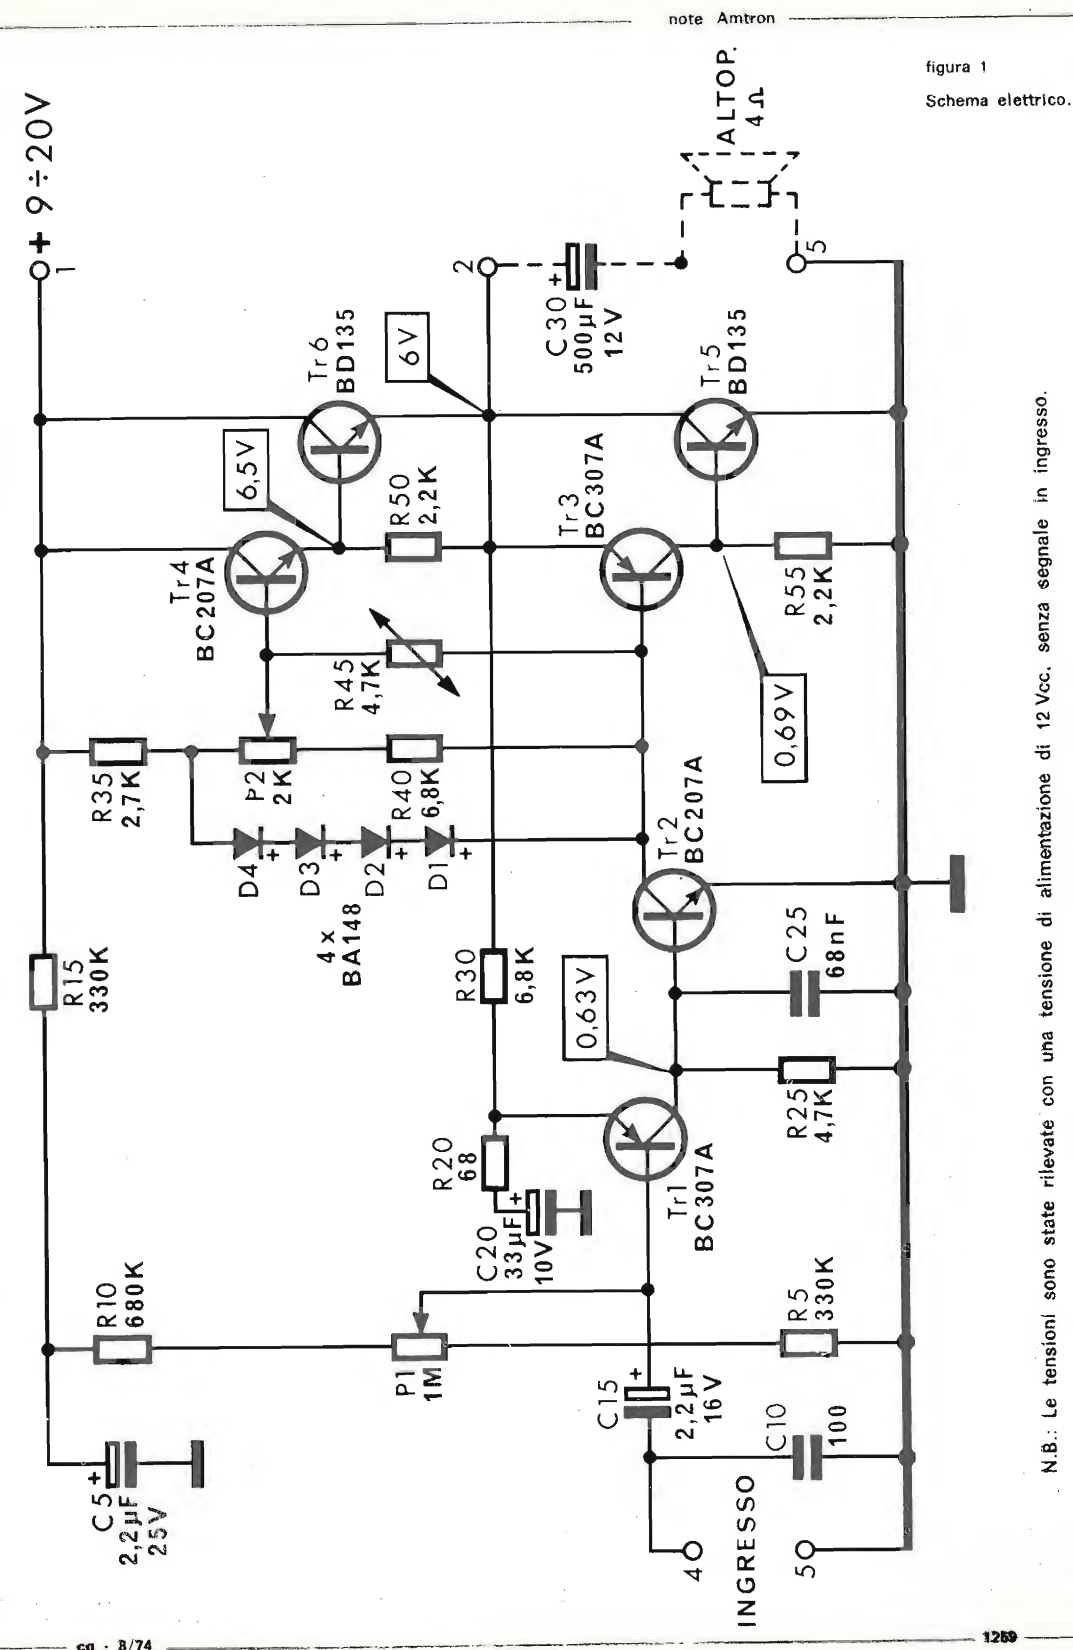 note Amtron
figura 1
Schema elettrico.
+ 9÷20V
1
ALTOP.
4Ω
5
2
C30
+
500µF
12V
Tr6
BD135
6V
Tr5
BD135
6,5V
R50
2,2K
Tr3
BC307A
Tr4
BC207A
R55
2,2K
R45
4,7K
0,69V
R35
2,7K
P2
2K
R40
6,8K
D4
+
D3
+
D2
+
D1
+
4x
BA148
Tr2
BC207A
R15
330K
R30
6,8K
0,63V
C25
68nF
R20
68
R25
4,7K
Tr1
BC307A
C20
+
33µF
10V
R10
680K
P1
1M
R5
330K
C15
+
2,2µF
16V
C10
100
C5
+
2,2µF
25V
4
INGRESSO
5
N.B.: Le tensioni sono state rilevate con una tensione di alimentazione di 12 Vcc. senza segnale in ingresso.
cq - 8/74
1269